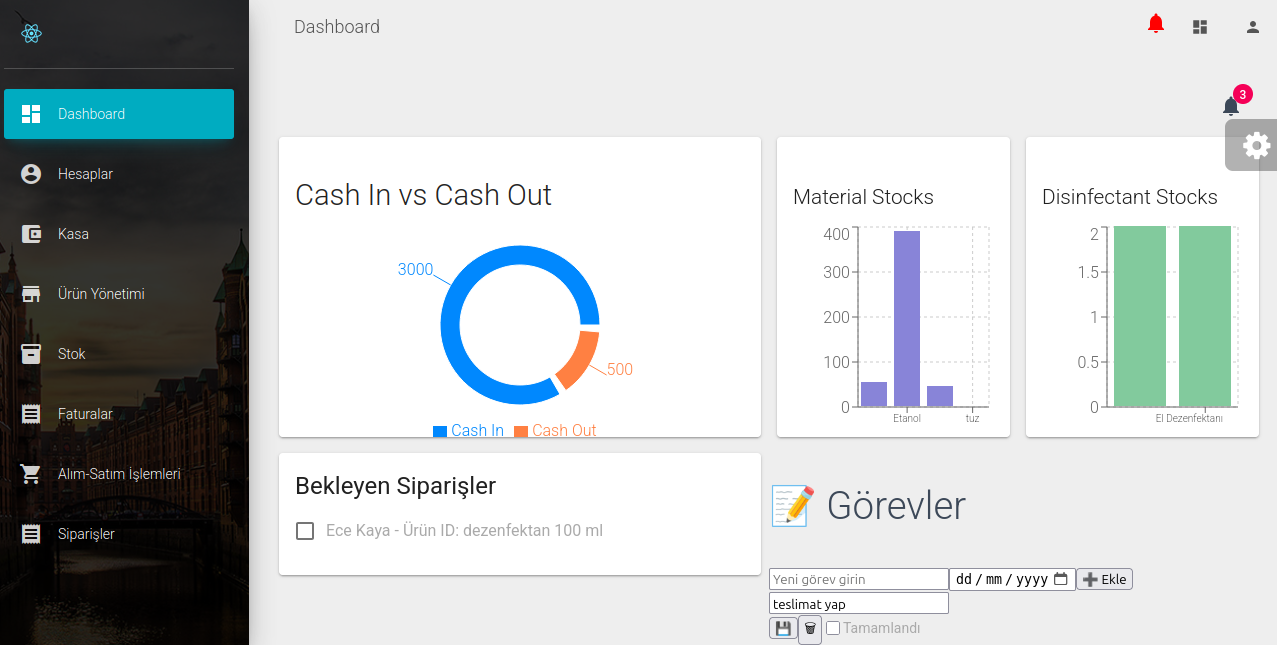 Dashboard
3
Dashboard
Hesaplar
Kasa
Ürün Yönetimi
Stok
Faturalar
Alım-Satım İşlemleri
Siparişler
Cash In vs Cash Out
3000
500
Cash In Cash Out
Material Stocks
400
300
200
100
0
Etanol tuz
Disinfectant Stocks
2
1.5
1
0.5
0
El Dezenfektanı
Bekleyen Siparişler
Ece Kaya - Ürün ID: dezenfektan 100 ml
Görevler
Yeni görev girin dd/mm/yyyy Ekle
teslimat yap
Tamamlandı